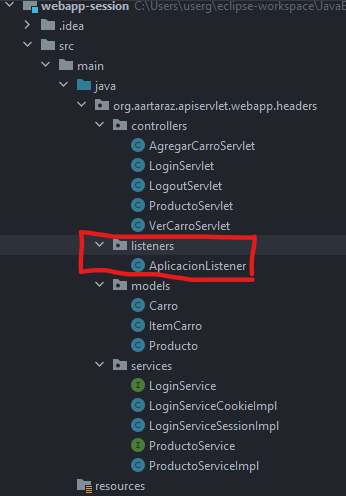 webapp-session C:\Users\userg\eclipse-workspace\JavaE
.idea
src
main
java
org.aartaraz.apiservlet.webapp.headers
controllers
C AgregarCarroServlet
C LoginServlet
C LogoutServlet
C ProductoServlet
C VerCarroServlet
listeners
C AplicacionListener
models
C Carro
C ItemCarro
C Producto
services
I LoginService
C LoginServiceCookieImpl
C LoginServiceSessionImpl
I ProductoService
C ProductoServiceImpl
resources